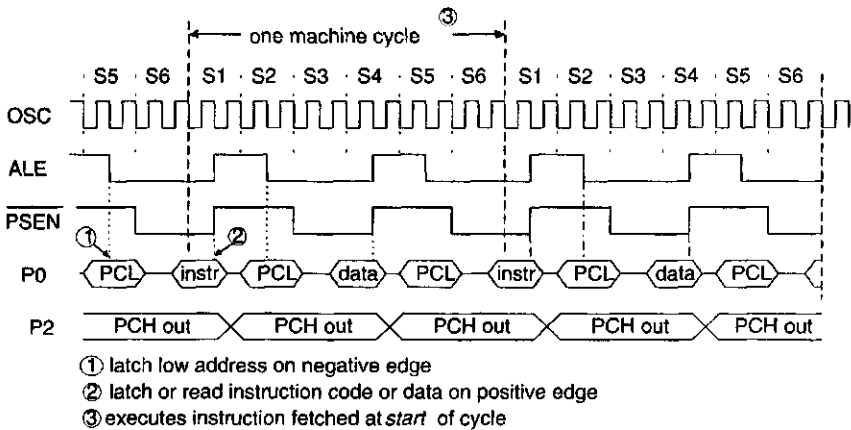 ③
one machine cycle
S5 S6 S1 S2 S3 S4 S5 S6 S1 S2 S3 S4 S5 S6
OSC
ALE
PSEN
① ②
P0 PCL instr PCL data PCL instr PCL data PCL
P2 PCH out PCH out PCH out PCH out PCH out
① latch low address on negative edge
② latch or read instruction code or data on positive edge
③ executes instruction fetched at start of cycle